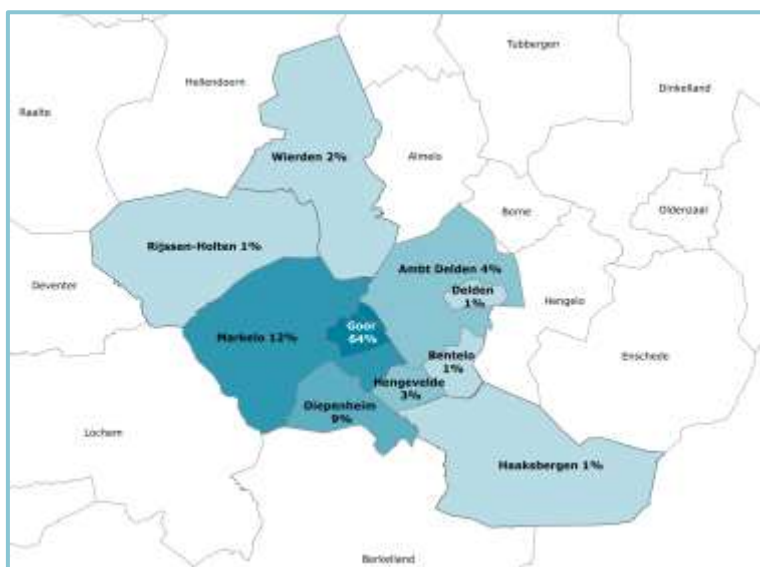 Tubbergen
Hellendoorn
Dinkelland
Raalte
Wierden 2%
Almelo
Borne
Oldenzaal
Rijssen-Holten 1%
Ambt Delden 4%
Deventer
Delden
1%
Hengelo
Goor
64%
Markelo 12%
Bentelo
1%
Enschede
Hengevelde
3%
Diepenheim
9%
Lochem
Haaksbergen 1%
Berkelland